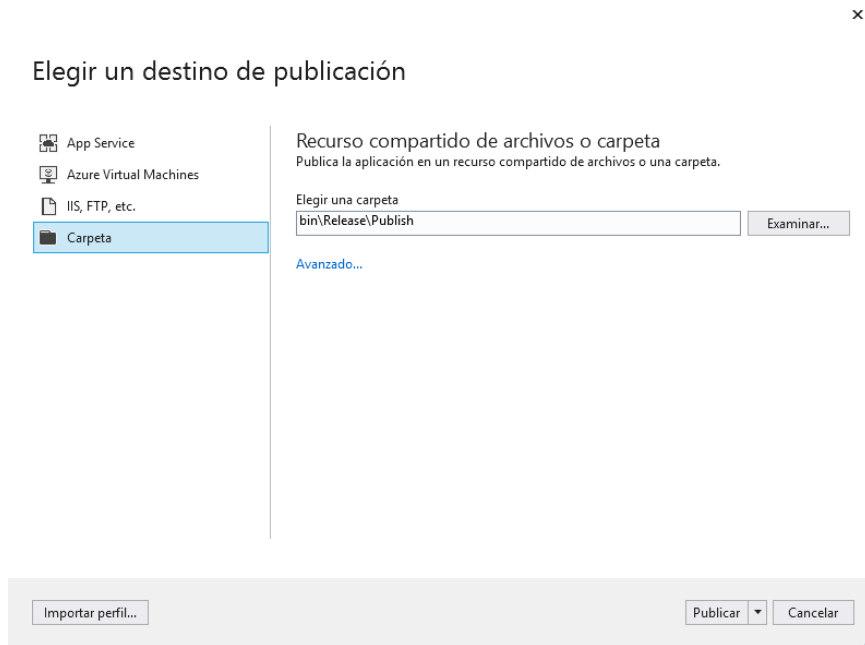 Elegir un destino de publicación
App Service
Azure Virtual Machines
IIS, FTP, etc.
Carpeta
Recurso compartido de archivos o carpeta
Publica la aplicación en un recurso compartido de archivos o una carpeta.
Elegir una carpeta
bin\Release\Publish
Examinar...
Avanzado...
Importar perfil...
Publicar
Cancelar